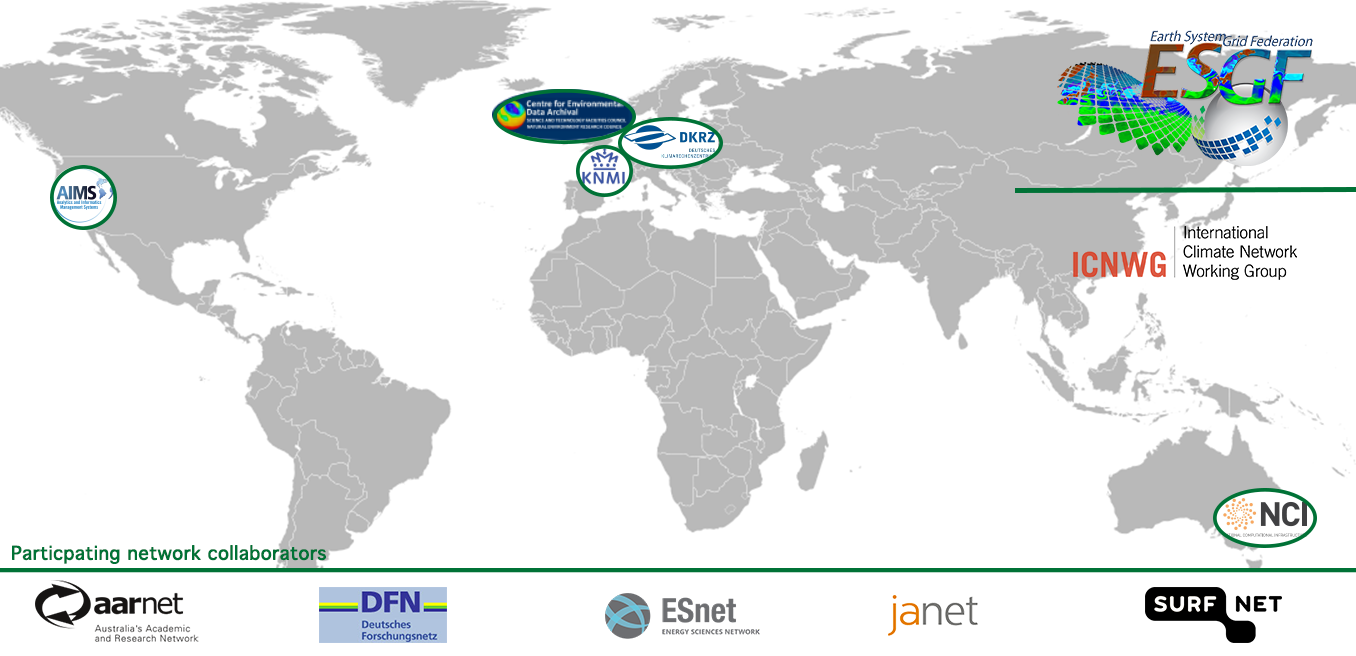 Earth System Grid Federation
ESGF
Centre for Environmental
Data Archival
SCIENCE AND TECHNOLOGY FACILITIES COUNCIL
NATURAL ENVIRONMENT RESEARCH COUNCIL
DKRZ
DEUTSCHES
KLIMARECHENZENTRUM
KNMI
AIMS
Analytics and Informatics
Management Systems
ICNWG
International
Climate Network
Working Group
NCI
NATIONAL COMPUTATIONAL INFRASTRUCTURE
Particpating network collaborators
aarnet
Australia's Academic
and Research Network
DFN
Deutsches
Forschungsnetz
ESnet
ENERGY SCIENCES NETWORK
janet
SURF NET